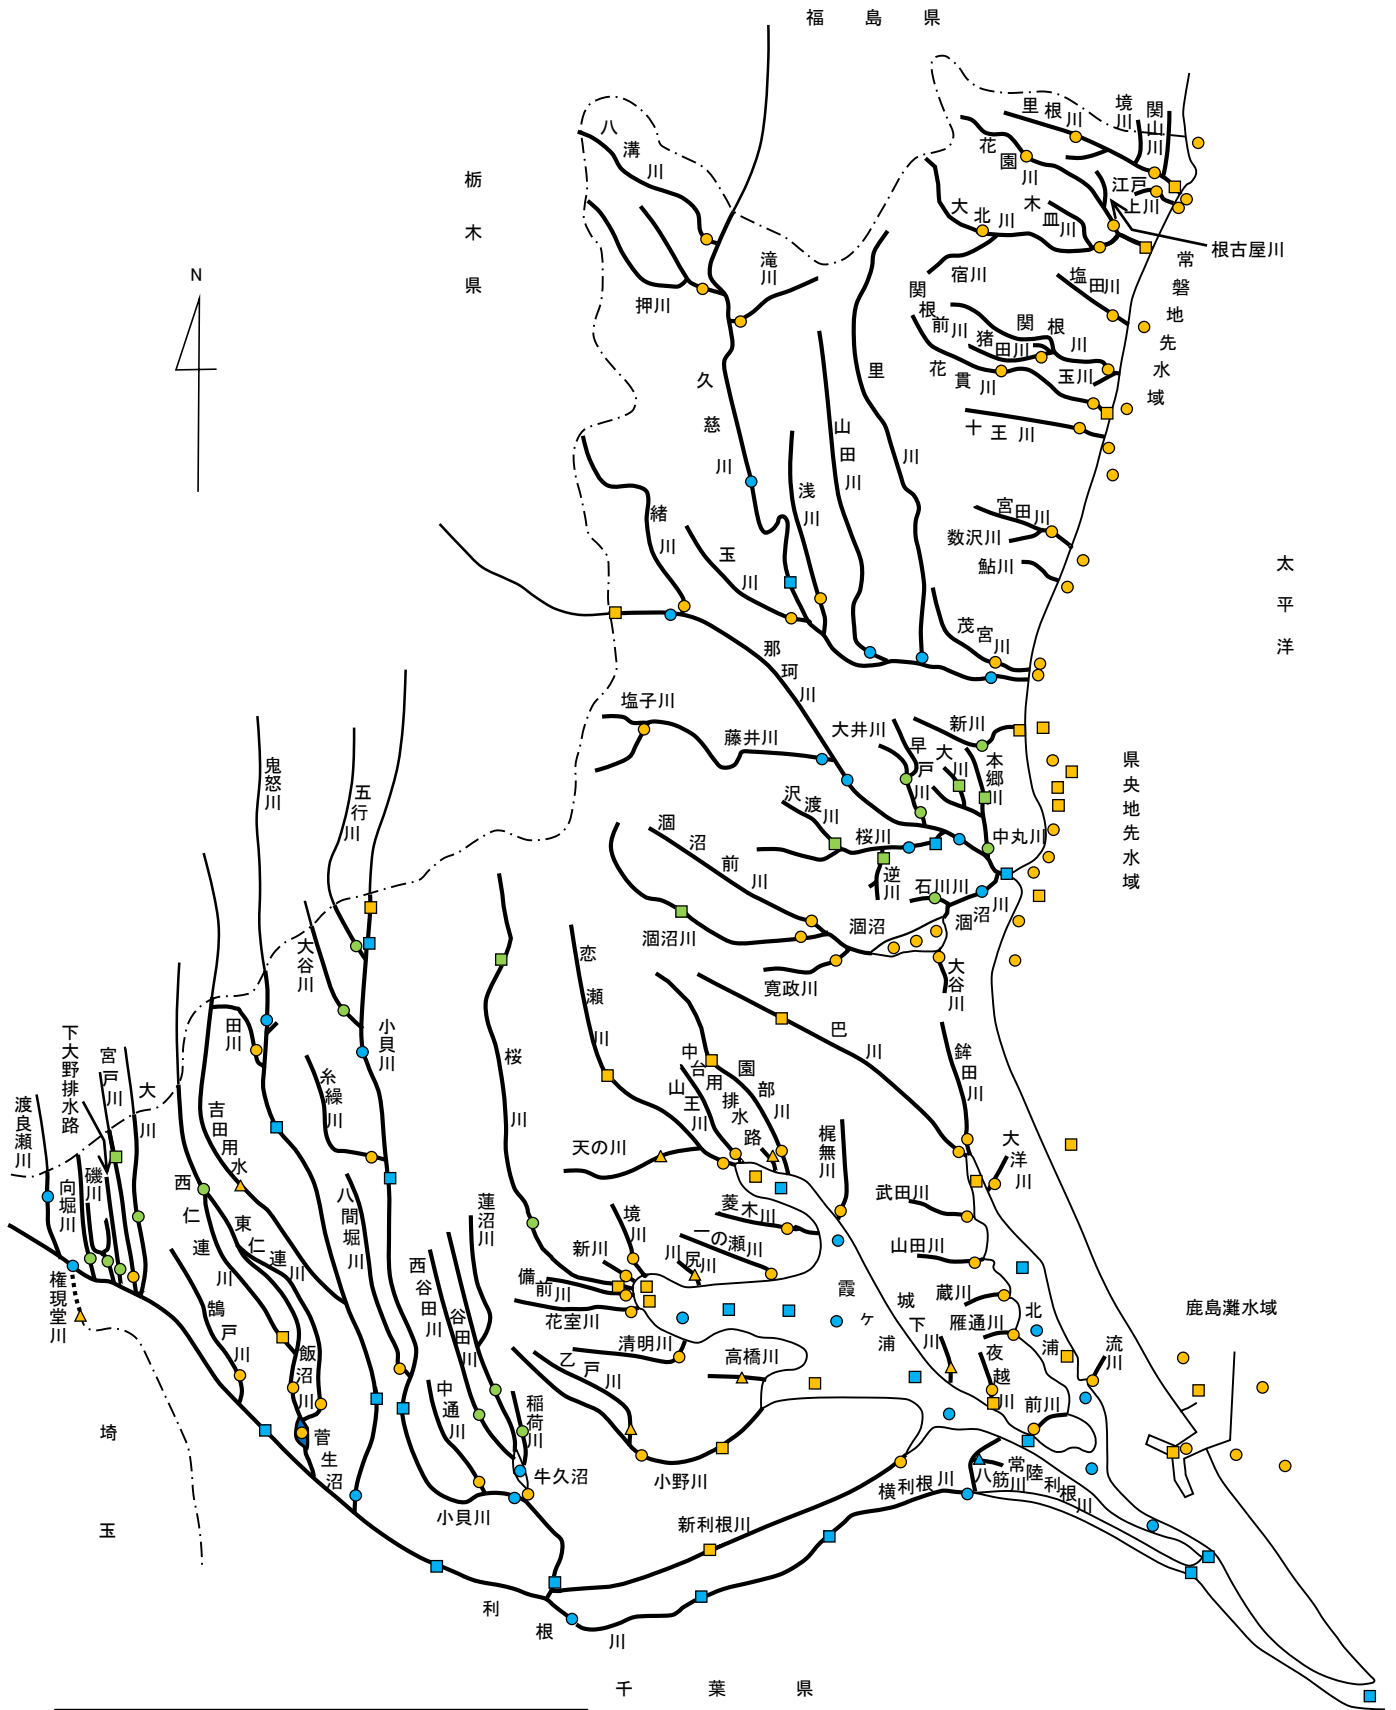 福島県
栃木県
N
八溝川
押川
滝川
久慈川
里川
山田川
浅川
緒川
玉川
里根川
境川
関山川
花園川
江戸上川
木皿川
大北川
根古屋川
宿川
塩田川
常磐地先水域
関根前川
関根川
猪田川
玉川
花貫川
十王川
宮田川
数沢川
鮎川
太平洋
茂宮川
那珂川
塩子川
藤井川
大井川
早戸川
大川
新川
本郷川
中丸川
県央地先水域
沢渡川
桜川
逆川
石川川
涸沼前川
涸沼川
涸沼
涸沼川
寛政川
大谷川
鬼怒川
五行川
大谷川
小貝川
田川
糸繰川
桜川
恋瀬川
巴川
鉾田川
中台用排水路
園部川
山王川
天の川
梶無川
大洋川
下大野排水路
宮戸川
大川
渡良瀬川
磯川
向堀川
権現堂川
吉田用水
西仁連川
東仁連川
八間堀川
鵠戸川
飯沼川
菅生沼
蓮沼川
西谷田川
谷田川
中通川
稲荷川
牛久沼
小貝川
境川
新川
備前川
花室川
川尻川
一の瀬川
菱木川
清明川
乙戸川
高橋川
小野川
武田川
山田川
蔵川
雁通川
北浦
夜越川
前川
流川
霞ヶ浦
城下川
鹿島灘水域
新利根川
横利根川
八筋川
常陸利根川
利根川
埼玉
千葉県